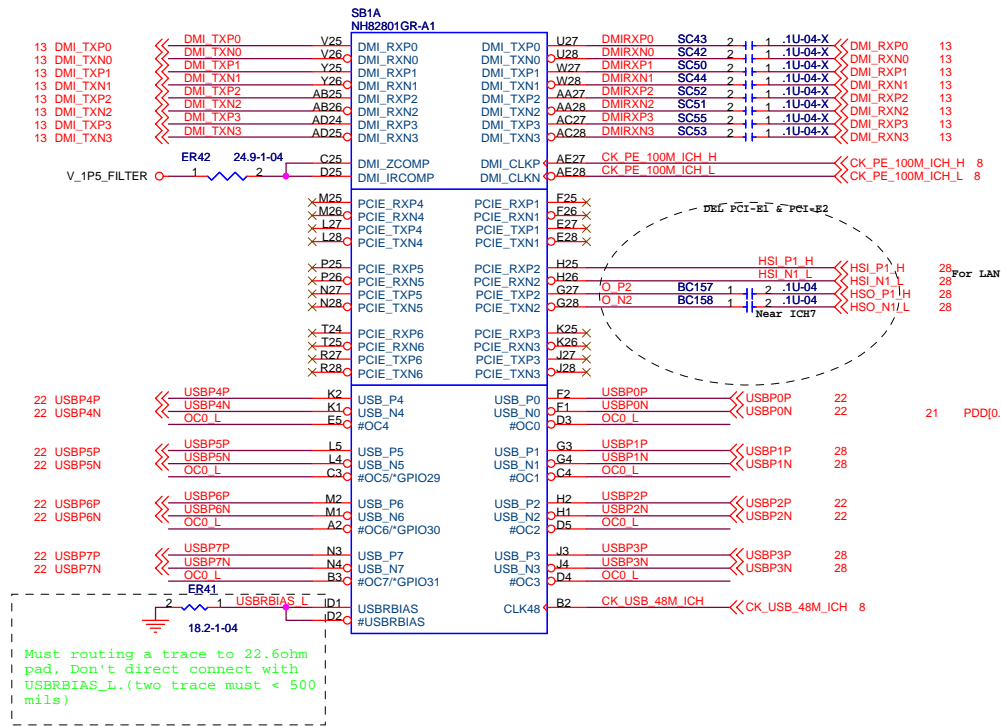 SB1A
NH82801GR-A1
13 DMI_TXP0 DMI_TXP0 V25 DMI_RXP0 DMI_TXP0 U27 DMIRXP0 SC43 2 1 .1U-04-X DMI_RXP0 13
13 DMI_TXN0 DMI_TXN0 V26 DMI_RXN0 DMI_TXN0 U28 DMIRXN0 SC42 2 1 .1U-04-X DMI_RXN0 13
13 DMI_TXP1 DMI_TXP1 Y25 DMI_RXP1 DMI_TXP1 W27 DMIRXP1 SC50 2 1 .1U-04-X DMI_RXP1 13
13 DMI_TXN1 DMI_TXN1 Y26 DMI_RXN1 DMI_TXN1 W28 DMIRXN1 SC44 2 1 .1U-04-X DMI_RXN1 13
13 DMI_TXP2 DMI_TXP2 AB25 DMI_RXP2 DMI_TXP2 AA27 DMIRXP2 SC52 2 1 .1U-04-X DMI_RXP2 13
13 DMI_TXN2 DMI_TXN2 AB26 DMI_RXN2 DMI_TXN2 AA28 DMIRXN2 SC51 2 1 .1U-04-X DMI_RXN2 13
13 DMI_TXP3 DMI_TXP3 AD24 DMI_RXP3 DMI_TXP3 AC27 DMIRXP3 SC55 2 1 .1U-04-X DMI_RXP3 13
13 DMI_TXN3 DMI_TXN3 AD25 DMI_RXN3 DMI_TXN3 AC28 DMIRXN3 SC53 2 1 .1U-04-X DMI_RXN3 13
ER42 24.9-1-04 C25 DMI_ZCOMP DMI_CLKP AE27 CK_PE_100M_ICH_H CK_PE_100M_ICH_H 8
V_1P5_FILTER 1 2 D25 DMI_IRCOMP DMI_CLKN AE28 CK_PE_100M_ICH_L CK_PE_100M_ICH_L 8
M25 PCIE_RXP4 PCIE_RXP1 F25
M26 PCIE_RXN4 PCIE_RXN1 F26
L27 PCIE_TXP4 PCIE_TXP1 E27
L28 PCIE_TXN4 PCIE_TXN1 E28
DEL PCI-E1 & PCI-E2
P25 PCIE_RXP5 PCIE_RXP2 H25 HSI_P1_H HSI_P1_H 28
P26 PCIE_RXN5 PCIE_RXN2 H26 HSI_N1_L HSI_N1_L 28
For LAN
N27 PCIE_TXP5 PCIE_TXP2 G27 O_P2 BC157 1 2 .1U-04 HSO_P1_H 28
N28 PCIE_TXN5 PCIE_TXN2 G28 O_N2 BC158 1 2 .1U-04 HSO_N1_L 28
Near ICH7
T24 PCIE_RXP6 PCIE_RXP3 K25
T25 PCIE_RXN6 PCIE_RXN3 K26
R27 PCIE_TXP6 PCIE_TXP3 J27
R28 PCIE_TXN6 PCIE_TXN3 J28
22 USBP4P USBP4P K2 USB_P4 USB_P0 F2 USBP0P USBP0P 22
22 USBP4N USBP4N K1 USB_N4 USB_N0 F1 USBP0N USBP0N 22
OC0_L E5 #OC4 #OC0 D3 OC0_L
21 PDD[0.
22 USBP5P USBP5P L5 USB_P5 USB_P1 G3 USBP1P USBP1P 28
22 USBP5N USBP5N L4 USB_N5 USB_N1 G4 USBP1N USBP1N 28
OC0_L C3 #OC5/*GPIO29 #OC1 C4 OC0_L
22 USBP6P USBP6P M2 USB_P6 USB_P2 H2 USBP2P USBP2P 22
22 USBP6N USBP6N M1 USB_N6 USB_N2 H1 USBP2N USBP2N 22
OC0_L A2 #OC6/*GPIO30 #OC2 D5 OC0_L
22 USBP7P USBP7P N3 USB_P7 USB_P3 J3 USBP3P USBP3P 28
22 USBP7N USBP7N N4 USB_N7 USB_N3 J4 USBP3N USBP3N 28
OC0_L B3 #OC7/*GPIO31 #OC3 D4 OC0_L
ER41
2 1 USBRBIAS_L D1 USBRBIAS CLK48 B2 CK_USB_48M_ICH CK_USB_48M_ICH 8
18.2-1-04 D2 #USBRBIAS
Must routing a trace to 22.6ohm
pad, Don't direct connect with
USBRBIAS_L.(two trace must < 500
mils)